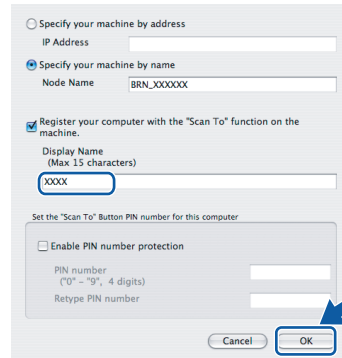 Specify your machine by address
IP Address
Specify your machine by name
Node Name BRN_XXXXXX
Register your computer with the "Scan To" function on the
machine.
Display Name
(Max 15 characters)
XXXX
Set the "Scan To" Button PIN number for this computer
Enable PIN number protection
PIN number
("0" – "9", 4 digits)
Retype PIN number
Cancel OK